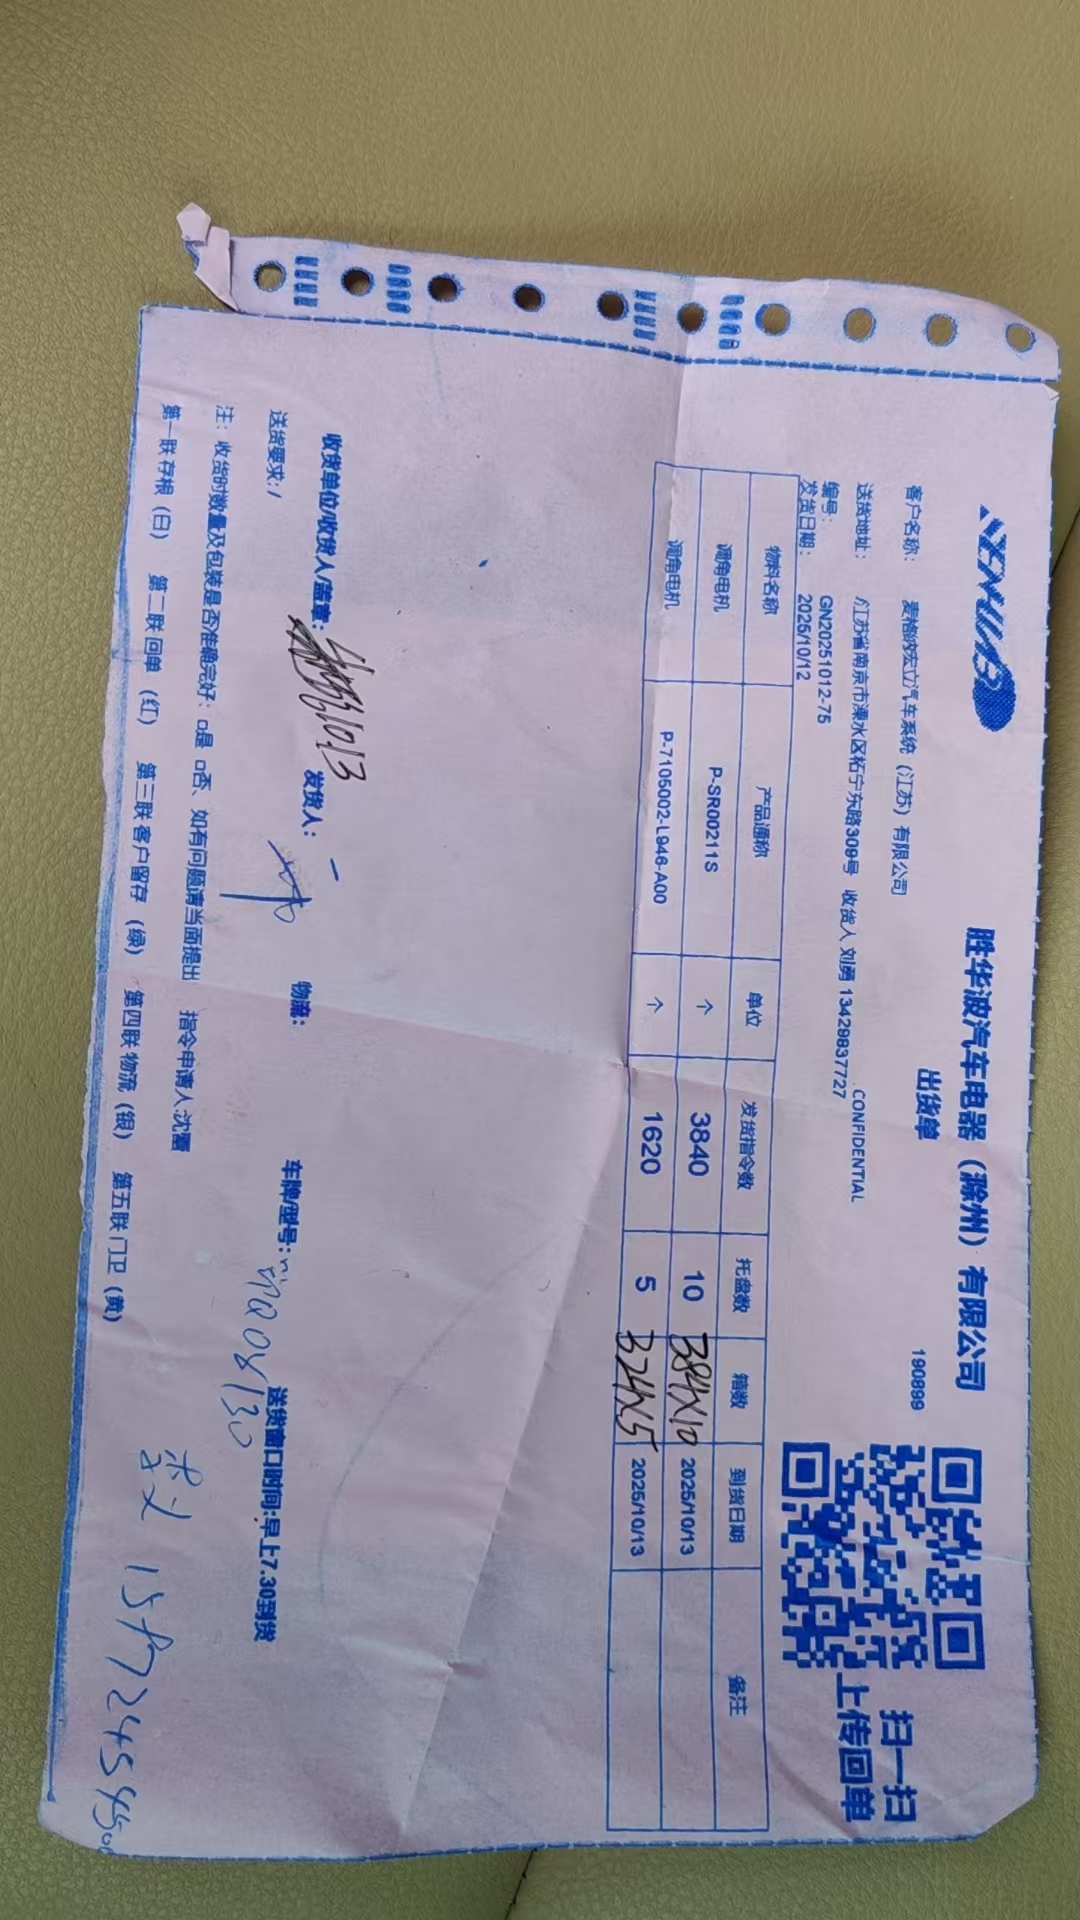 胜华波汽车电器（滁州）有限公司
出货单
190899
扫一扫
上传回单
客户名称： 麦格纳宏立汽车系统（江苏）有限公司
送货地址： /江苏省南京市溧水区柘宁东路309号 收货人 刘勇 13429837727
CONFIDENTIAL
编号： GN20251012-75
发货日期： 2025/10/12
物料名称 产品通称 单位 发货指令数 托盘数 箱数 到货日期 备注
调角电机 P-SR00211S 个 3840 10 384X10 2025/10/13
调角电机 P-7105002-L946-A00 个 1620 5 324X5 2025/10/13
收货单位/收货人/盖章： 1013 发货人： 物流： 车牌/型号： 送货窗口时间:早上7.30到货
送货要求: /
注：收货时数量及包装是否准确完好：□是 □否、如有问题请当面提出 指令申请人:沈
第一联 存根（白） 第二联 回单（红） 第三联 客户留存（绿） 第四联 物流（银） 第五联 门卫（黄）